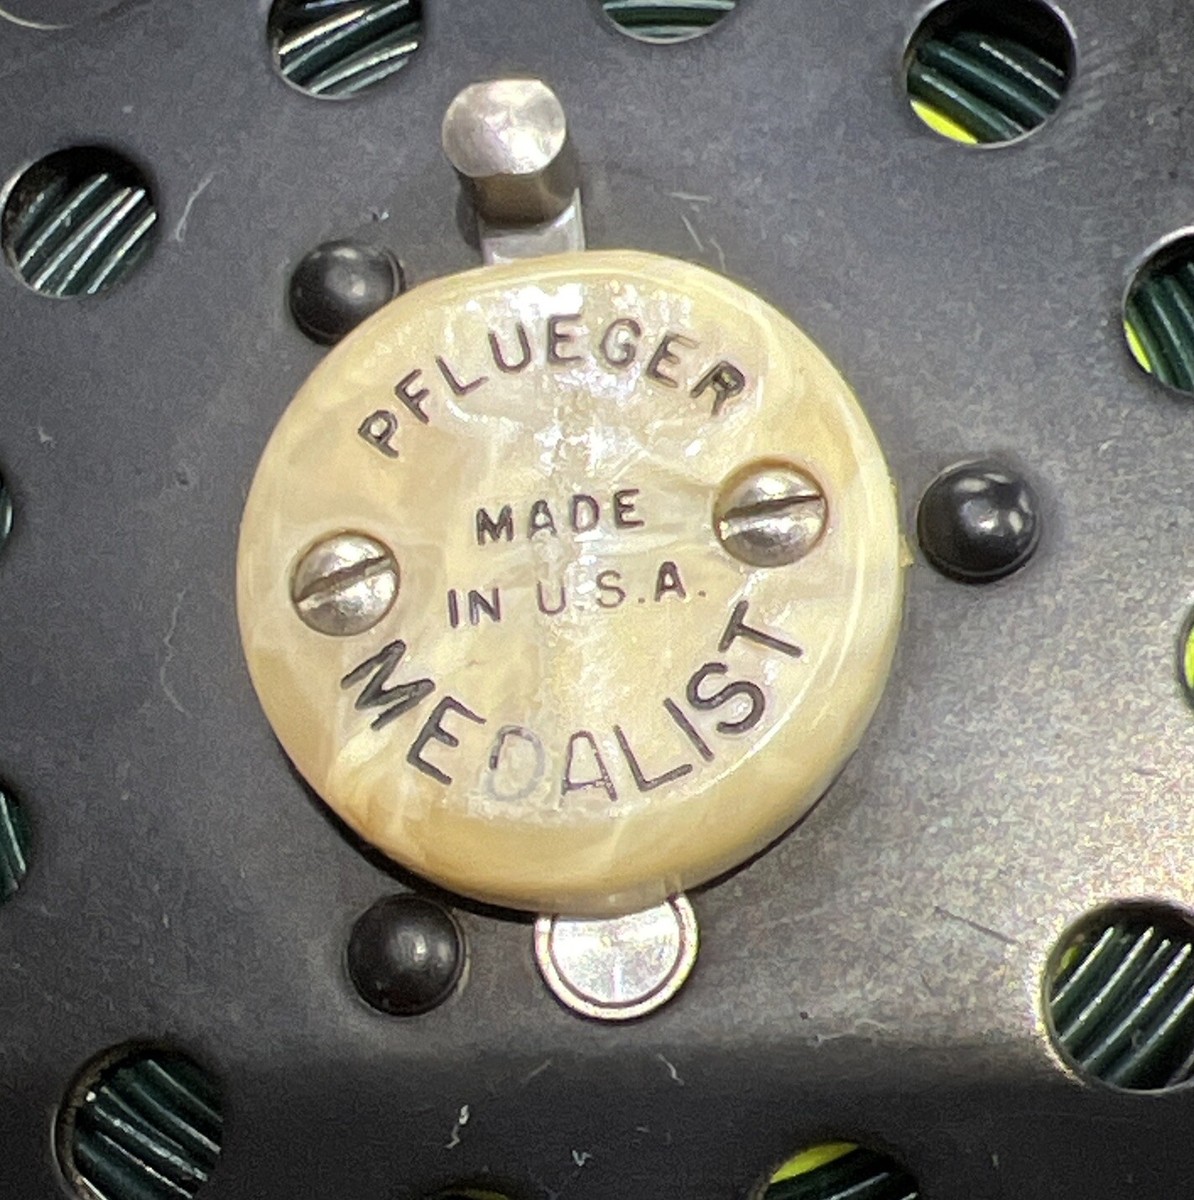 PFLUEGER
MADE
IN U.S.A.
MEDALIST